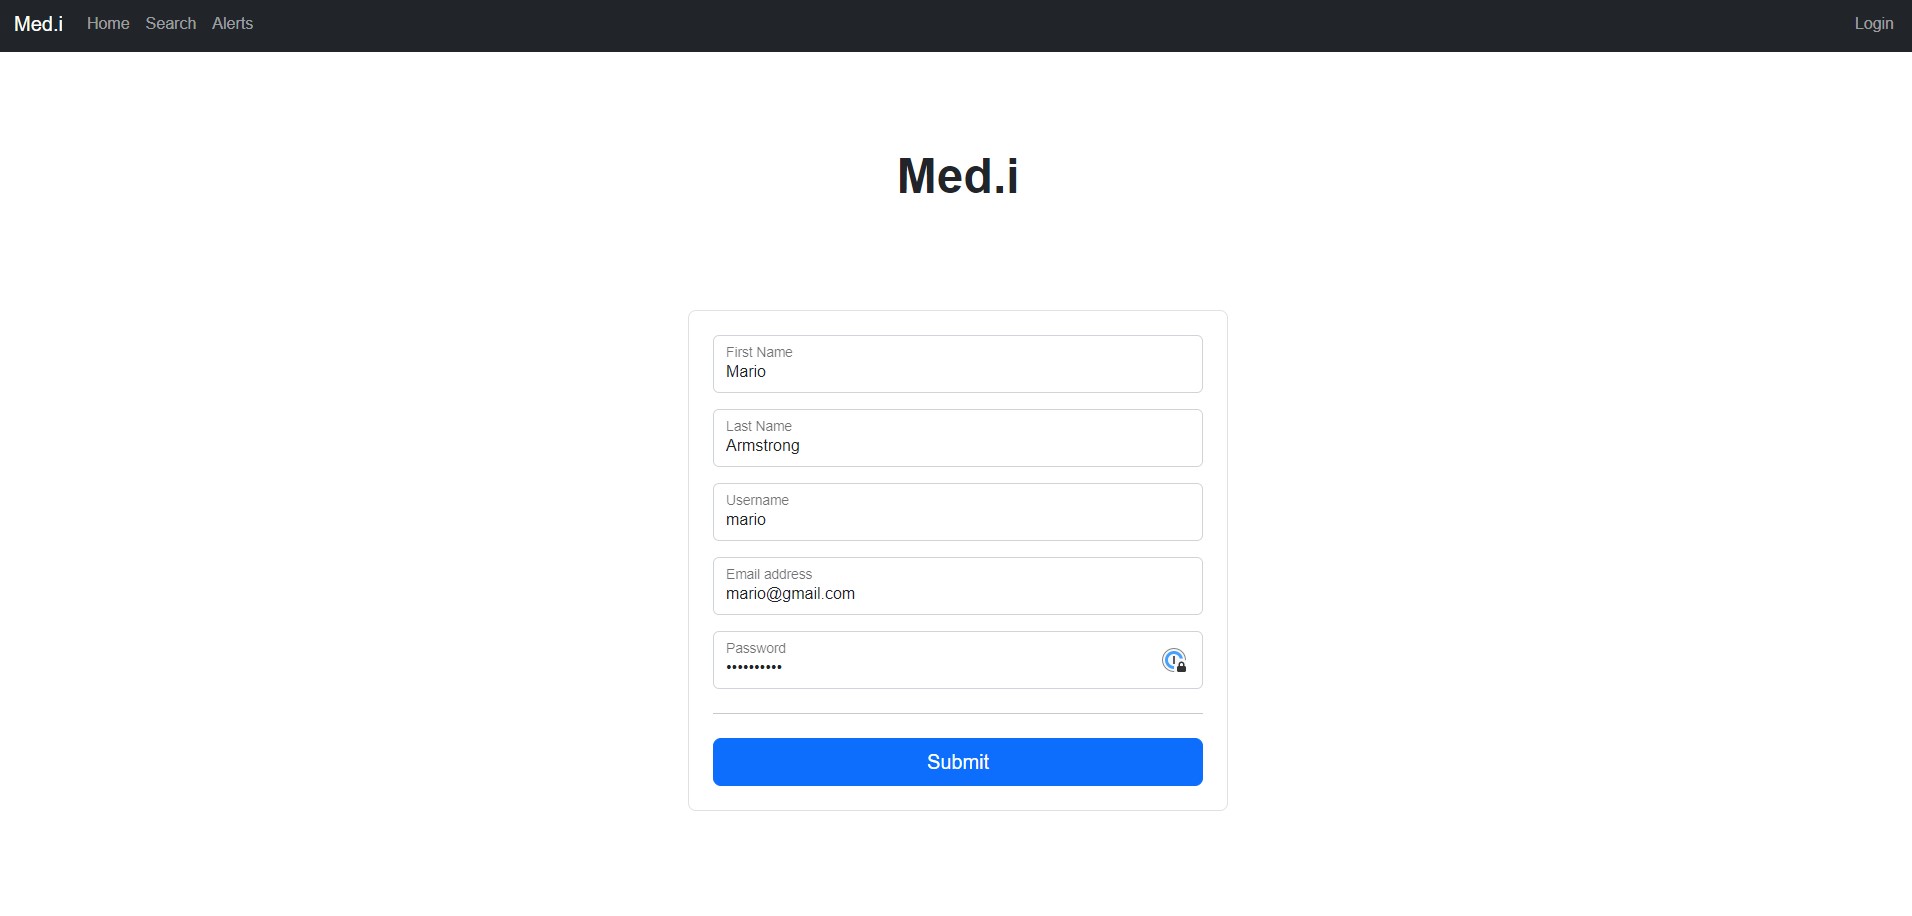 Med.i Home Search Alerts Login
Med.i
First Name
Mario
Last Name
Armstrong
Username
mario
Email address
mario@gmail.com
Password
••••••••••
Submit